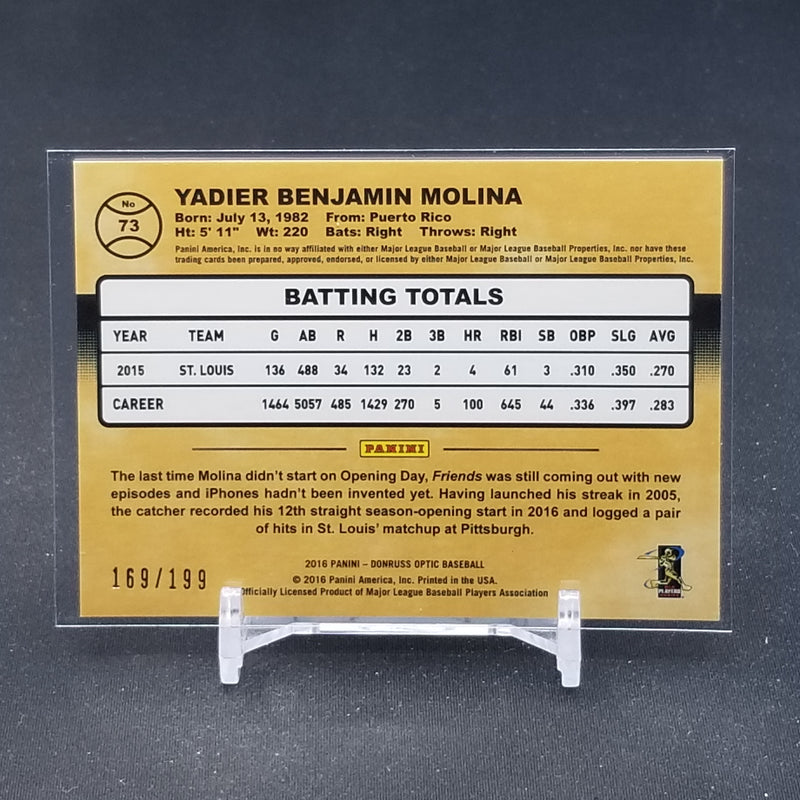 No
73
YADIER BENJAMIN MOLINA
Born: July 13, 1982 From: Puerto Rico
Ht: 5' 11" Wt: 220 Bats: Right Throws: Right
Panini America, Inc. is in no way affiliated with either Major League Baseball or Major League Baseball Properties, Inc. nor have these
trading cards been prepared, approved, endorsed, or licensed by either Major League Baseball or Major League Baseball Properties, Inc.
BATTING TOTALS
YEAR TEAM G AB R H 2B 3B HR RBI SB OBP SLG AVG
2015 ST. LOUIS 136 488 34 132 23 2 4 61 3 .310 .350 .270
CAREER 1464 5057 485 1429 270 5 100 645 44 .336 .397 .283
PANINI
The last time Molina didn't start on Opening Day, Friends was still coming out with new
episodes and iPhones hadn't been invented yet. Having launched his streak in 2005,
the catcher recorded his 12th straight season-opening start in 2016 and logged a pair
of hits in St. Louis' matchup at Pittsburgh.
169/199
2016 PANINI – DONRUSS OPTIC BASEBALL
© 2016 Panini America, Inc. Printed in the USA.
Officially Licensed Product of Major League Baseball Players Association
PLAYERS